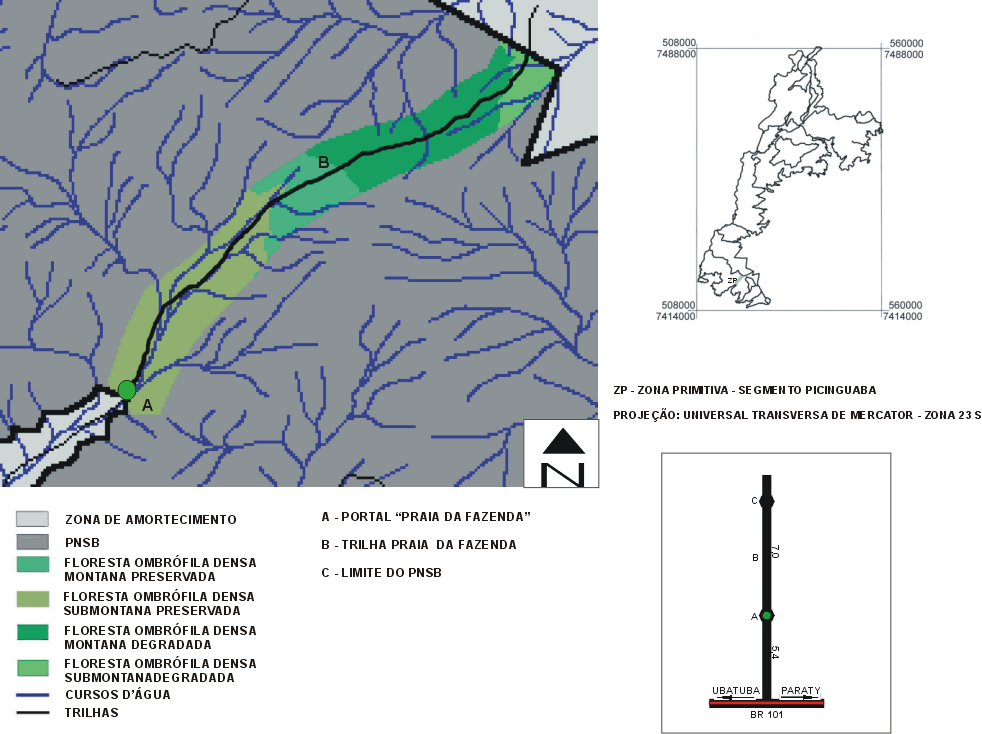 B
A
N
508000
7488000
560000
7488000
ZP
508000
7414000
560000
7414000
ZP - ZONA PRIMITIVA - SEGMENTO PICINGUABA
PROJEÇÃO: UNIVERSAL TRANSVERSA DE MERCATOR - ZONA 23 S
ZONA DE AMORTECIMENTO
PNSB
FLORESTA OMBRÓFILA DENSA
MONTANA PRESERVADA
FLORESTA OMBRÓFILA DENSA
SUBMONTANA PRESERVADA
FLORESTA OMBRÓFILA DENSA
MONTANA DEGRADADA
FLORESTA OMBRÓFILA DENSA
SUBMONTANADEGRADADA
CURSOS D'ÁGUA
TRILHAS
A - PORTAL “PRAIA DA FAZENDA”
B - TRILHA PRAIA DA FAZENDA
C - LIMITE DO PNSB
C
7,0
B
A
5,4
UBATUBA PARATY
BR 101